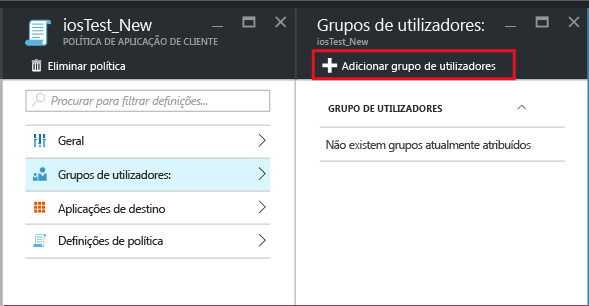 iosTest_New
POLÍTICA DE APLICAÇÃO DE CLIENTE
Eliminar política
Procurar para filtrar definições...
Geral
Grupos de utilizadores:
Aplicações de destino
Definições de política
Grupos de utilizadores:
iosTest_New
Adicionar grupo de utilizadores
GRUPO DE UTILIZADORES
Não existem grupos atualmente atribuídos